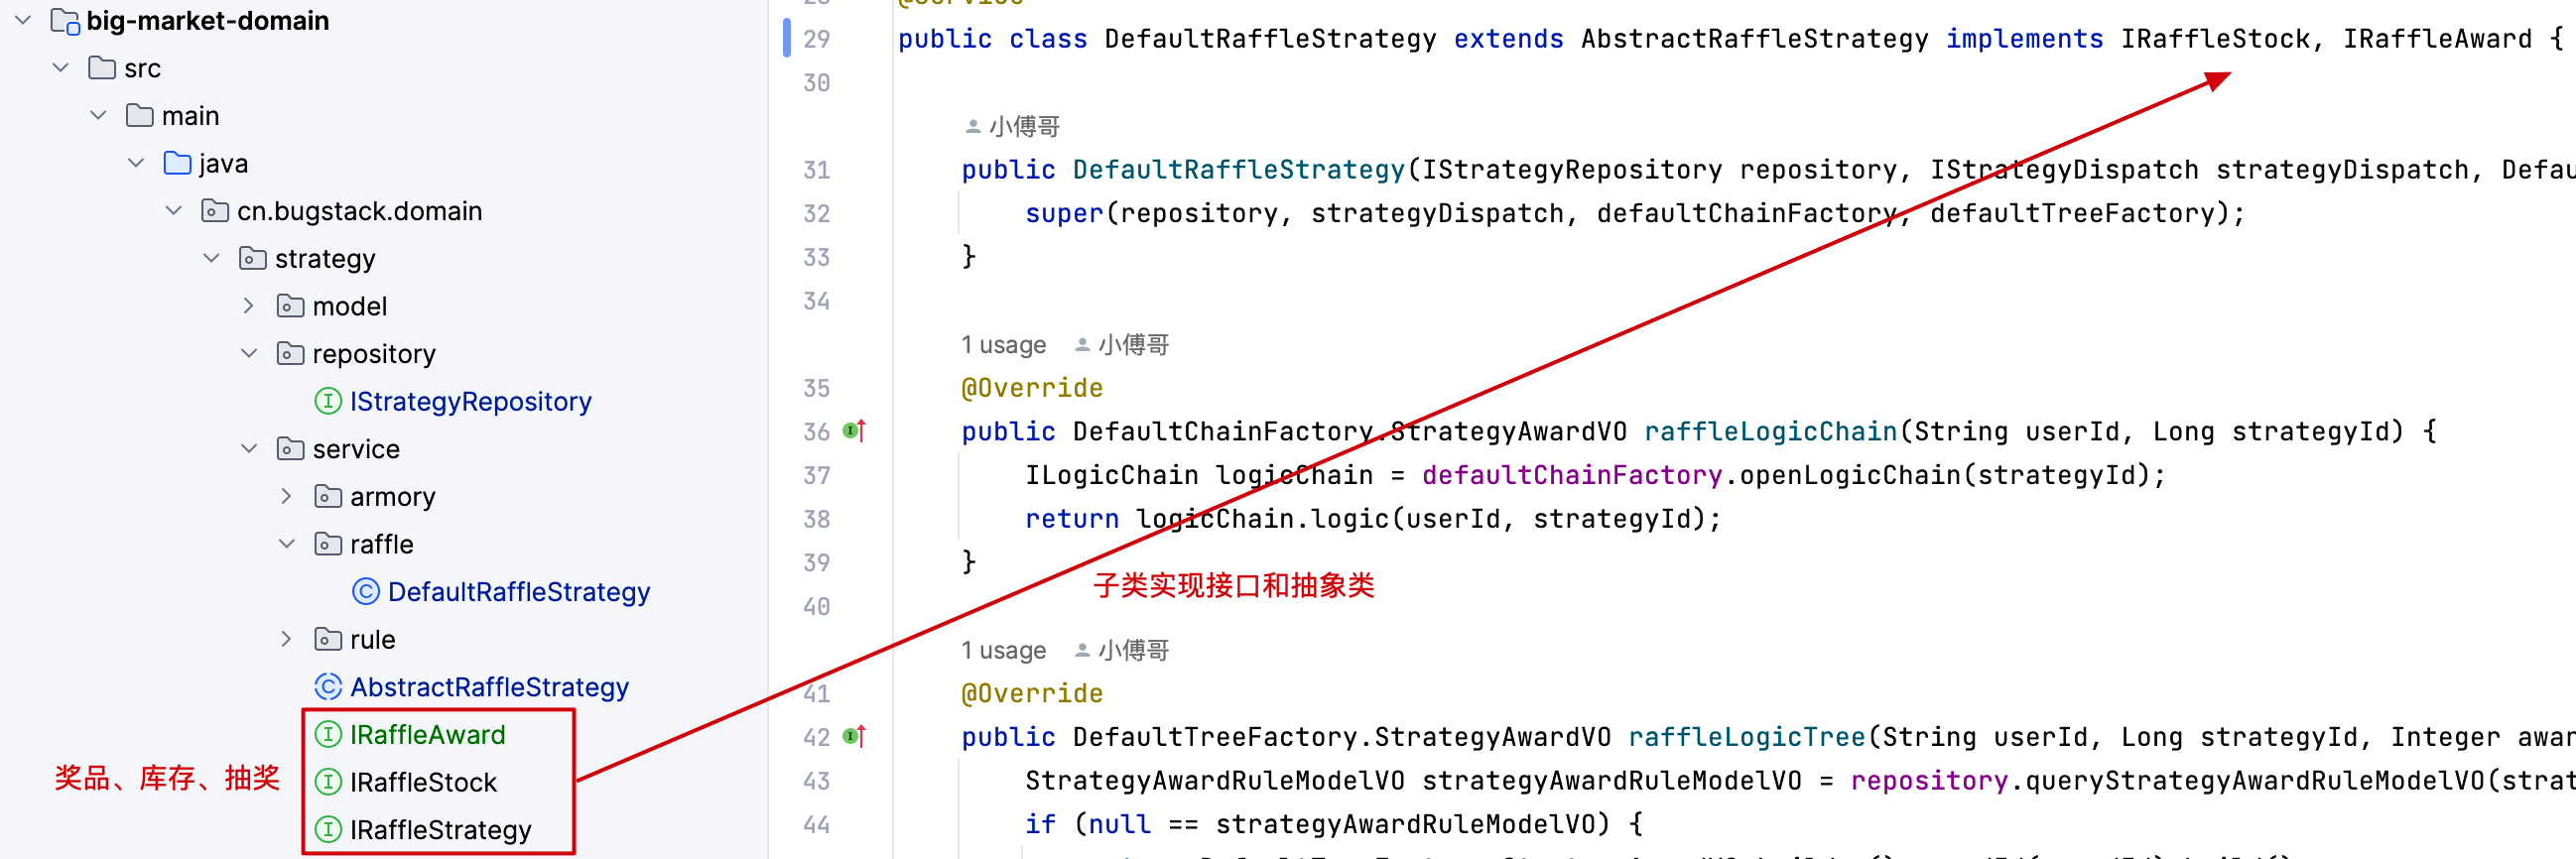 big-market-domain
src
main
java
cn.bugstack.domain
strategy
model
repository
IStrategyRepository
service
armory
raffle
DefaultRaffleStrategy
rule
AbstractRaffleStrategy
IRaffleAward
IRaffleStock
IRaffleStrategy
奖品、库存、抽奖
29 public class DefaultRaffleStrategy extends AbstractRaffleStrategy implements IRaffleStock, IRaffleAward {
30
小傅哥
31 public DefaultRaffleStrategy(IStrategyRepository repository, IStrategyDispatch strategyDispatch, Defau
32 super(repository, strategyDispatch, defaultChainFactory, defaultTreeFactory);
33 }
34
1 usage 小傅哥
35 @Override
36 public DefaultChainFactory.StrategyAwardVO raffleLogicChain(String userId, Long strategyId) {
37 ILogicChain logicChain = defaultChainFactory.openLogicChain(strategyId);
38 return logicChain.logic(userId, strategyId);
39 }
子类实现接口和抽象类
40
1 usage 小傅哥
41 @Override
42 public DefaultTreeFactory.StrategyAwardVO raffleLogicTree(String userId, Long strategyId, Integer awar
43 StrategyAwardRuleModelVO strategyAwardRuleModelVO = repository.queryStrategyAwardRuleModelVO(strat
44 if (null == strategyAwardRuleModelVO) {